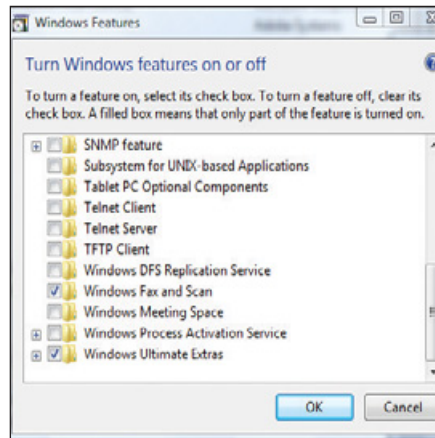 Windows Features
Turn Windows features on or off
To turn a feature on, select its check box. To turn a feature off, clear its
check box. A filled box means that only part of the feature is turned on.
SNMP feature
Subsystem for UNIX-based Applications
Tablet PC Optional Components
Telnet Client
Telnet Server
TFTP Client
Windows DFS Replication Service
Windows Fax and Scan
Windows Meeting Space
Windows Process Activation Service
Windows Ultimate Extras
OK
Cancel